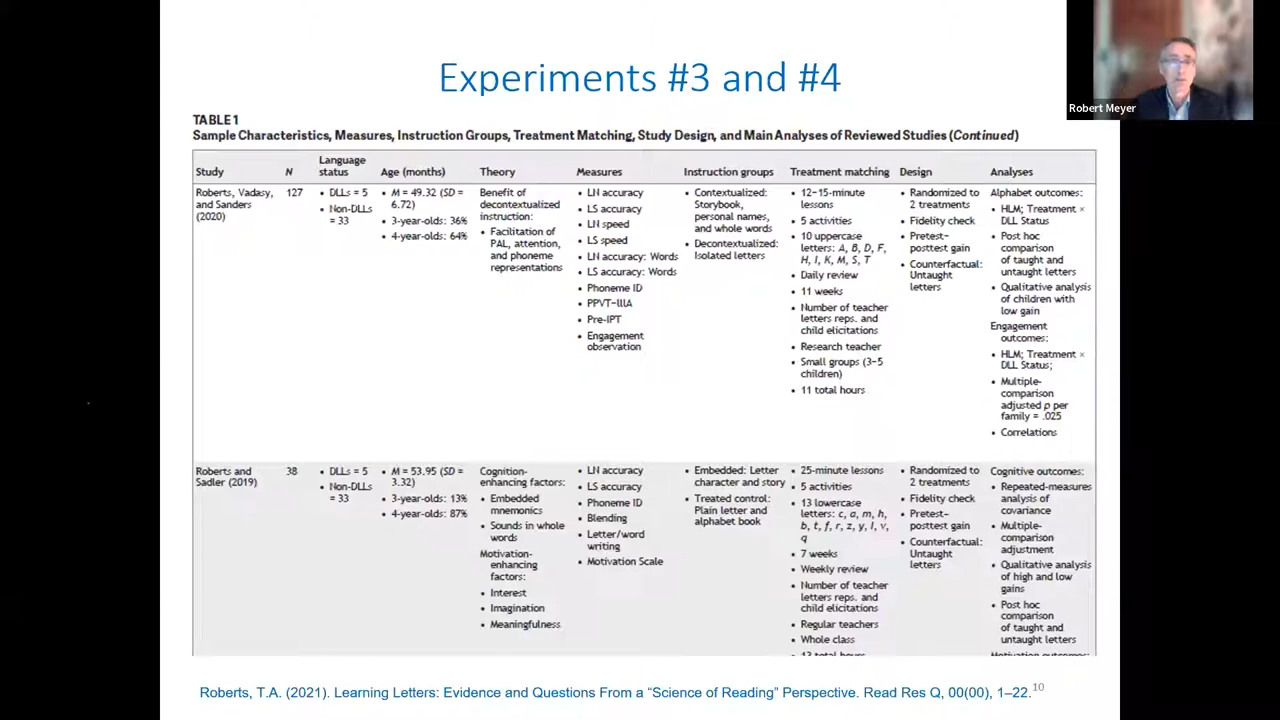 Experiments #3 and #4
Robert Meyer
TABLE 1
Sample Characteristics, Measures, Instruction Groups, Treatment Matching, Study Design, and Main Analyses of Reviewed Studies (Continued)
Study
N
Language
status
Age (months)
Theory
Measures
Instruction groups
Treatment matching
Design
Analyses
Roberts, Vadasy,
and Sanders
(2020)
127
• DLLs = 5
• Non-DLLs
= 33
• M = 49.32 (SD =
6.72)
• 3-year-olds: 36%
• 4-year-olds: 64%
Benefit of
decontextualized
instruction:
• Facilitation of
PAL, attention,
and phoneme
representations
• LN accuracy
• LS accuracy
• LN speed
• LS speed
• LN accuracy: Words
• LS accuracy: Words
• Phoneme ID
• PPVT–IIIA
• Pre-IPT
• Engagement
observation
• Contextualized:
Storybook,
personal names,
and whole words
• Decontextualized:
Isolated letters
• 12–15-minute
lessons
• 5 activities
• 10 uppercase
letters: A, B, D, F,
H, I, K, M, S, T
• Daily review
• 11 weeks
• Number of teacher
letters reps. and
child elicitations
• Research teacher
• Small groups (3–5
children)
• 11 total hours
• Randomized to
2 treatments
• Fidelity check
• Pretest–
posttest gain
• Counterfactual:
Untaught
letters
Alphabet outcomes:
• HLM; Treatment ×
DLL Status
• Post hoc
comparison
of taught and
untaught letters
• Qualitative analysis
of children with
low gain
Engagement
outcomes:
• HLM; Treatment ×
DLL Status;
• Multiple-
comparison
adjusted p per
family = .025
• Correlations
Roberts and
Sadler (2019)
38
• DLLs = 5
• Non-DLLs
= 33
• M = 53.95 (SD =
3.32)
• 3-year-olds: 13%
• 4-year-olds: 87%
Cognition-
enhancing factors:
• Embedded
mnemonics
• Sounds in whole
words
Motivation-
enhancing
factors:
• Interest
• Imagination
• Meaningfulness
• LN accuracy
• LS accuracy
• Phoneme ID
• Blending
• Letter/word
writing
• Motivation Scale
• Embedded: Letter
character and story
• Treated control:
Plain letter and
alphabet book
• 25-minute lessons
• 5 activities
• 13 lowercase
letters: c, a, m, h,
b, t, f, r, z, y, l, v,
q
• 7 weeks
• Weekly review
• Number of teacher
letters reps. and
child elicitations
• Regular teachers
• Whole class
total hours
• Randomized to
2 treatments
• Fidelity check
• Pretest–
posttest gain
• Counterfactual:
Untaught
letters
Cognitive outcomes:
• Repeated-measures
analysis of
covariance
• Multiple-
comparison
adjustment
• Qualitative analysis
of high and low
gains
• Post hoc
comparison
of taught and
untaught letters
Motivation outcomes:
Roberts, T.A. (2021). Learning Letters: Evidence and Questions From a “Science of Reading” Perspective. Read Res Q, 00(00), 1–22.
10